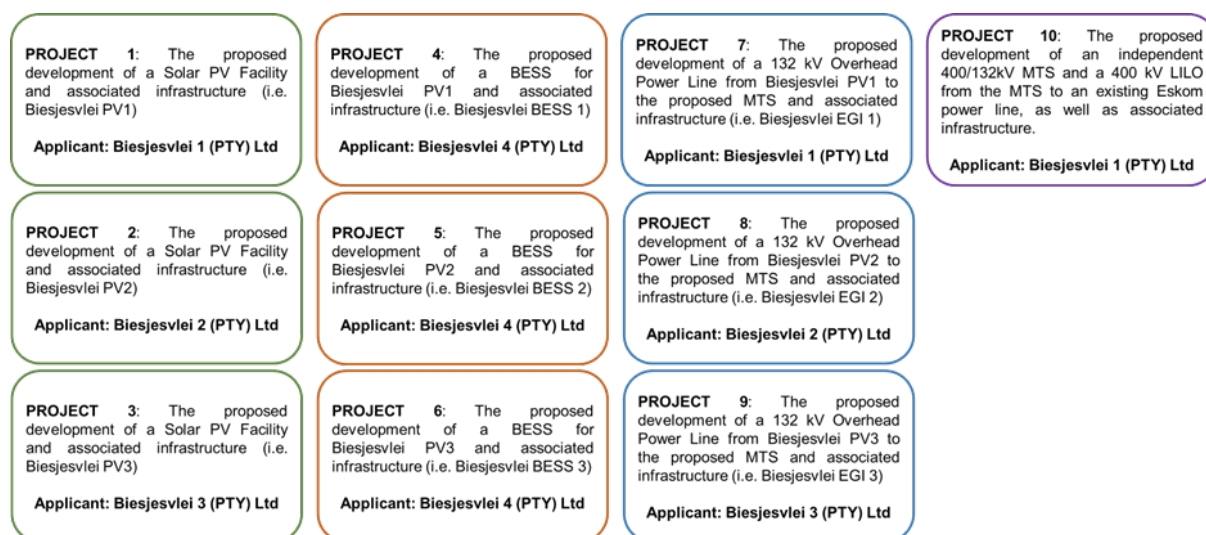 PROJECT 1: The proposed
development of a Solar PV Facility
and associated infrastructure (i.e.
Biesjesvlei PV1)
Applicant: Biesjesvlei 1 (PTY) Ltd
PROJECT 4: The proposed
development of a BESS for
Biesjesvlei PV1 and associated
infrastructure (i.e. Biesjesvlei BESS 1)
Applicant: Biesjesvlei 4 (PTY) Ltd
PROJECT 7: The proposed
development of a 132 kV Overhead
Power Line from Biesjesvlei PV1 to
the proposed MTS and associated
infrastructure (i.e. Biesjesvlei EGI 1)
Applicant: Biesjesvlei 1 (PTY) Ltd
PROJECT 10: The proposed
development of an independent
400/132kV MTS and a 400 kV LILO
from the MTS to an existing Eskom
power line, as well as associated
infrastructure.
Applicant: Biesjesvlei 1 (PTY) Ltd
PROJECT 2: The proposed
development of a Solar PV Facility
and associated infrastructure (i.e.
Biesjesvlei PV2)
Applicant: Biesjesvlei 2 (PTY) Ltd
PROJECT 5: The proposed
development of a BESS for
Biesjesvlei PV2 and associated
infrastructure (i.e. Biesjesvlei BESS 2)
Applicant: Biesjesvlei 4 (PTY) Ltd
PROJECT 8: The proposed
development of a 132 kV Overhead
Power Line from Biesjesvlei PV2 to
the proposed MTS and associated
infrastructure (i.e. Biesjesvlei EGI 2)
Applicant: Biesjesvlei 2 (PTY) Ltd
PROJECT 3: The proposed
development of a Solar PV Facility
and associated infrastructure (i.e.
Biesjesvlei PV3)
Applicant: Biesjesvlei 3 (PTY) Ltd
PROJECT 6: The proposed
development of a BESS for
Biesjesvlei PV3 and associated
infrastructure (i.e. Biesjesvlei BESS 3)
Applicant: Biesjesvlei 4 (PTY) Ltd
PROJECT 9: The proposed
development of a 132 kV Overhead
Power Line from Biesjesvlei PV3 to
the proposed MTS and associated
infrastructure (i.e. Biesjesvlei EGI 3)
Applicant: Biesjesvlei 3 (PTY) Ltd